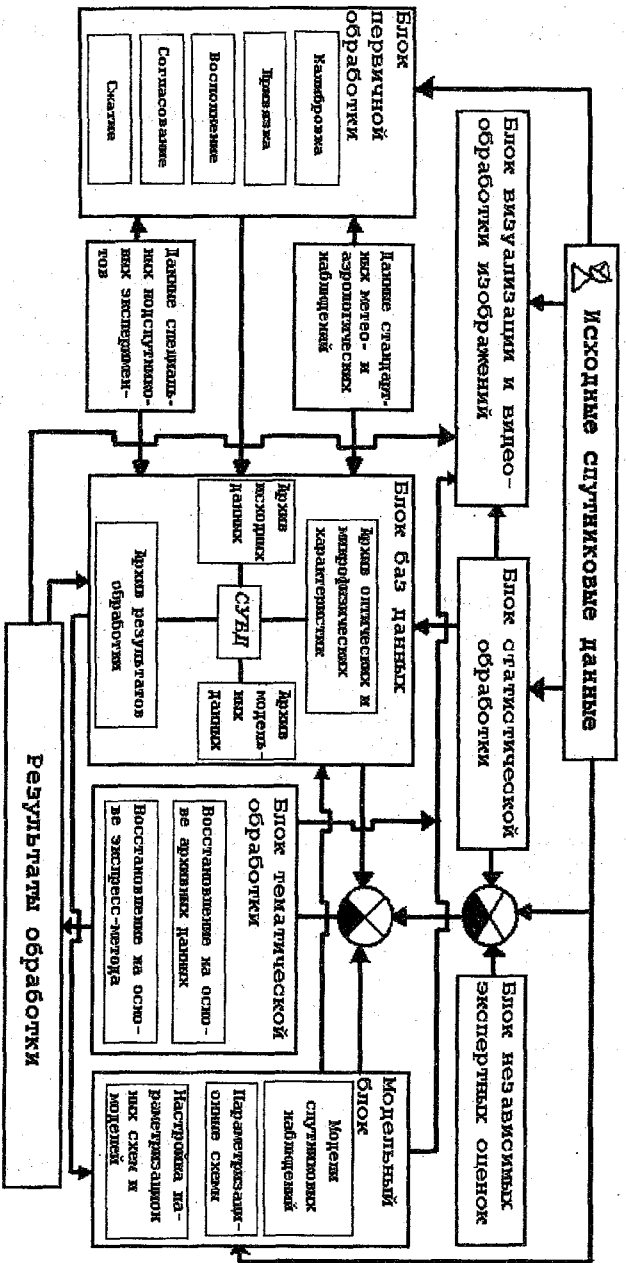 Исходные спутниковые данные
Блок визуализации и видео-
обработки изображений
Блок статистической
обработки
Блок независимых
экспертных оценок
Блок
первичной
обработки
Калибровка
Привязка
Восполнение
Согласование
Сжатие
Данные стандарт-
ных метео- и
аэрологических
наблюдений
Данные специаль-
ных подспутнико-
вых эксперимен-
тов
Блок баз данных
Архив оптических и
микрофизических
характеристик
Архив
исходных
данных
СУБД
Архив
модель-
ных
данных
Архив результатов
обработки
Блок тематической
обработки
Восстановление на осно-
ве архивных данных
Восстановление на осно-
ве экспресс-метода
Модельный
блок
Модели
спутниковых
наблюдений
Параметризаци-
онные схемы
Настройка па-
раметризацион
ных схем и
моделей
Результаты обработки